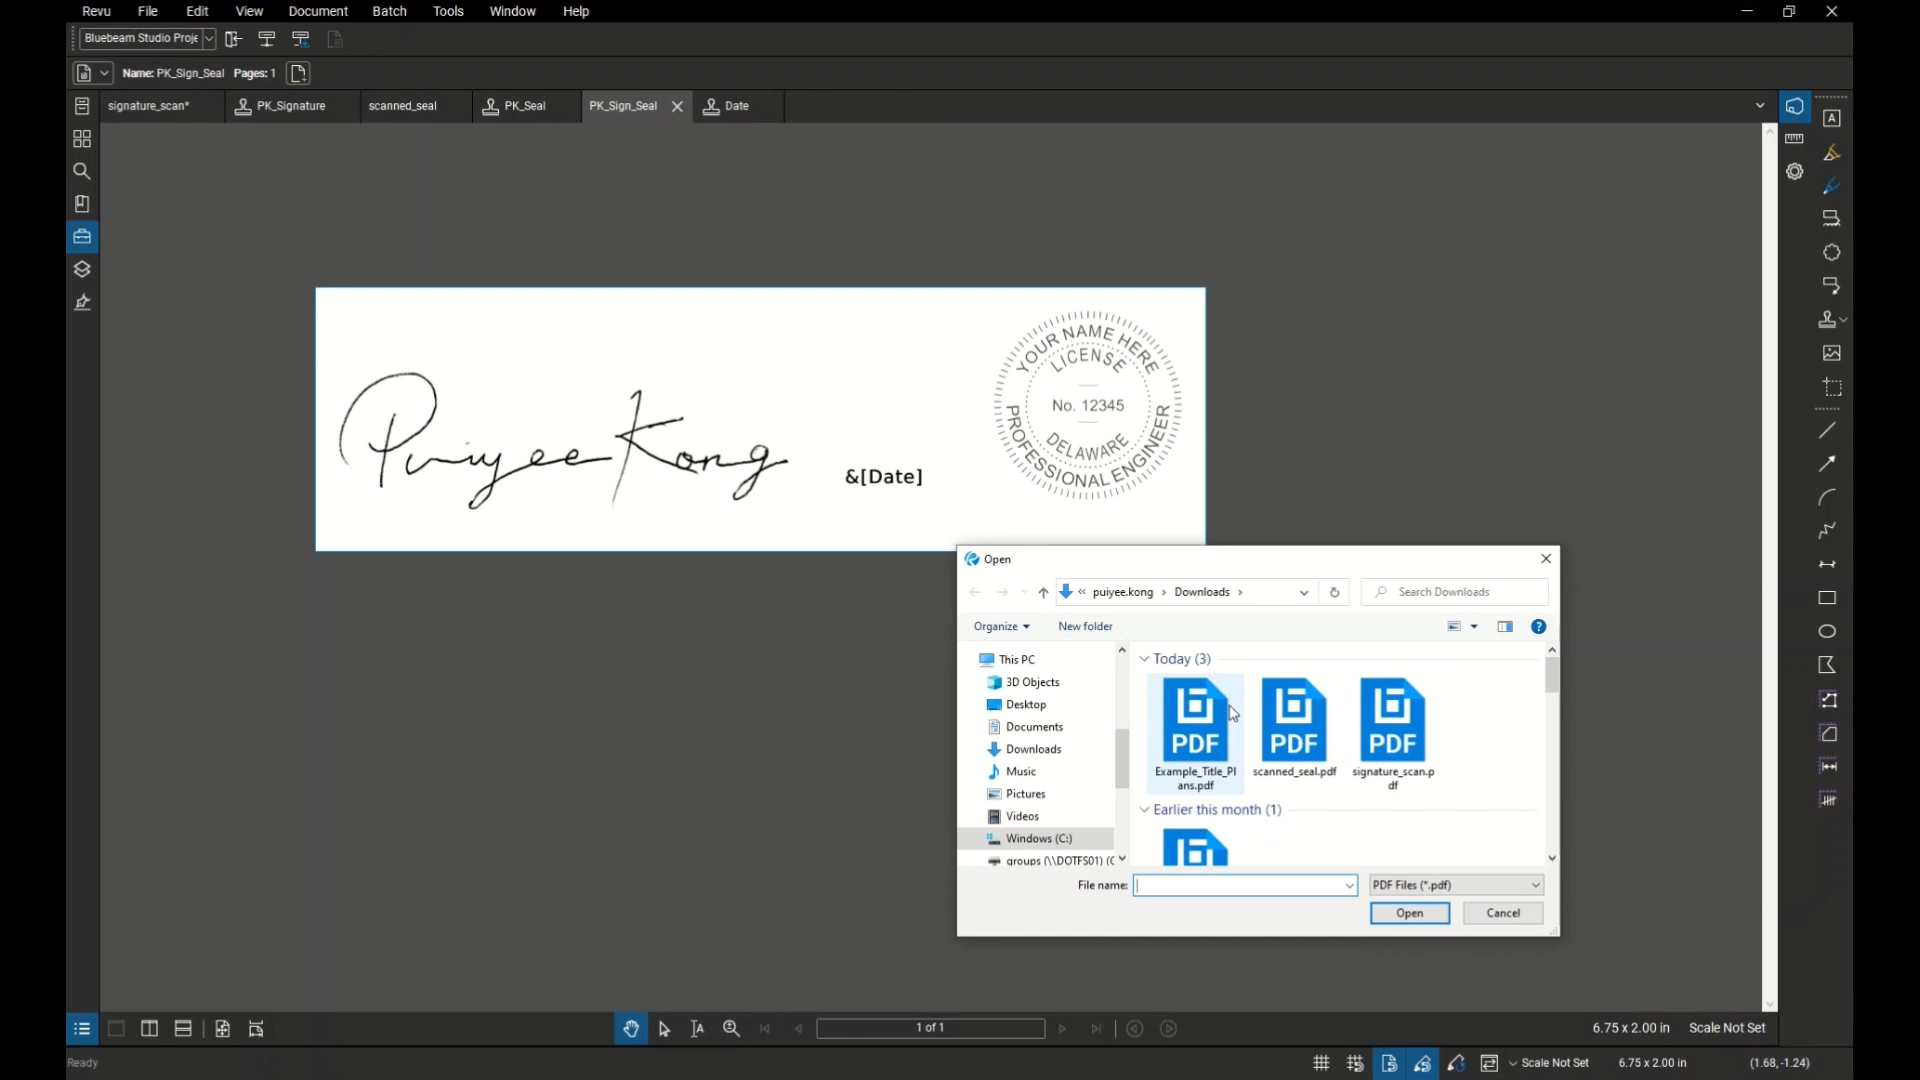 Revu File Edit View Document Batch Tools Window Help
Bluebeam Studio Proje
Name: PK_Sign_Seal Pages: 1
signature_scan* PK_Signature scanned_seal PK_Seal PK_Sign_Seal Date
Puiyee Kong
&[Date]
YOUR NAME HERE
LICENSE
No. 12345
DELAWARE
PROFESSIONAL ENGINEER
Open
« puiyee.kong › Downloads ›
Search Downloads
Organize New folder
This PC
3D Objects
Desktop
Documents
Downloads
Music
Pictures
Videos
Windows (C:)
groups (\\DOTFS01) (
Today (3)
PDF PDF PDF
Example_Title_Pl
ans.pdf
scanned_seal.pdf
signature_scan.p
df
Earlier this month (1)
File name: PDF Files (*.pdf)
Open Cancel
1 of 1
6.75 x 2.00 in Scale Not Set
Ready
Scale Not Set 6.75 x 2.00 in (1.68,-1.24)